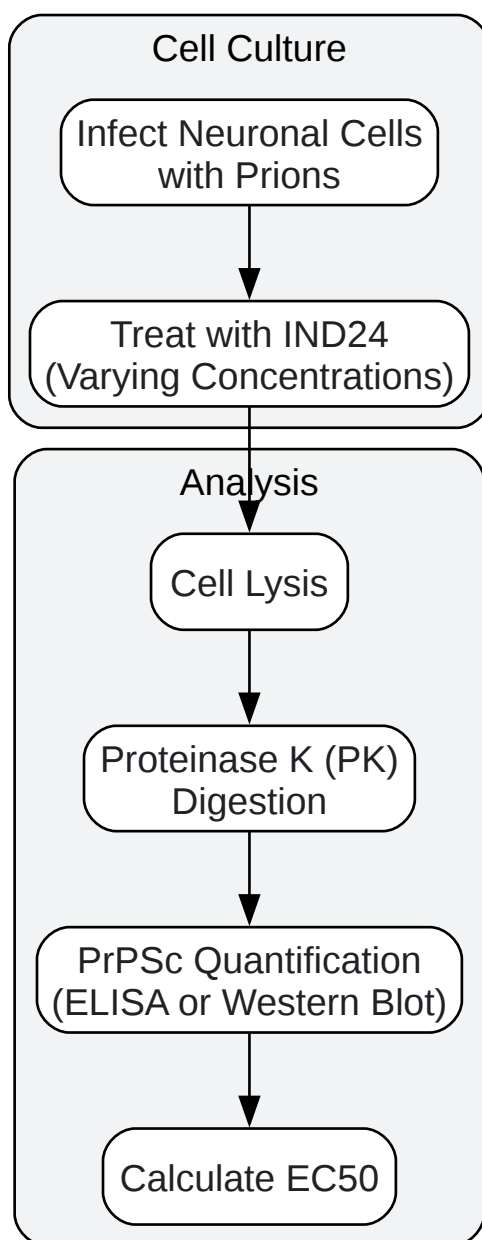 Cell Culture
Infect Neuronal Cells
with Prions
Treat with IND24
(Varying Concentrations)
Analysis
Cell Lysis
Proteinase K (PK)
Digestion
PrPSc Quantification
(ELISA or Western Blot)
Calculate EC50